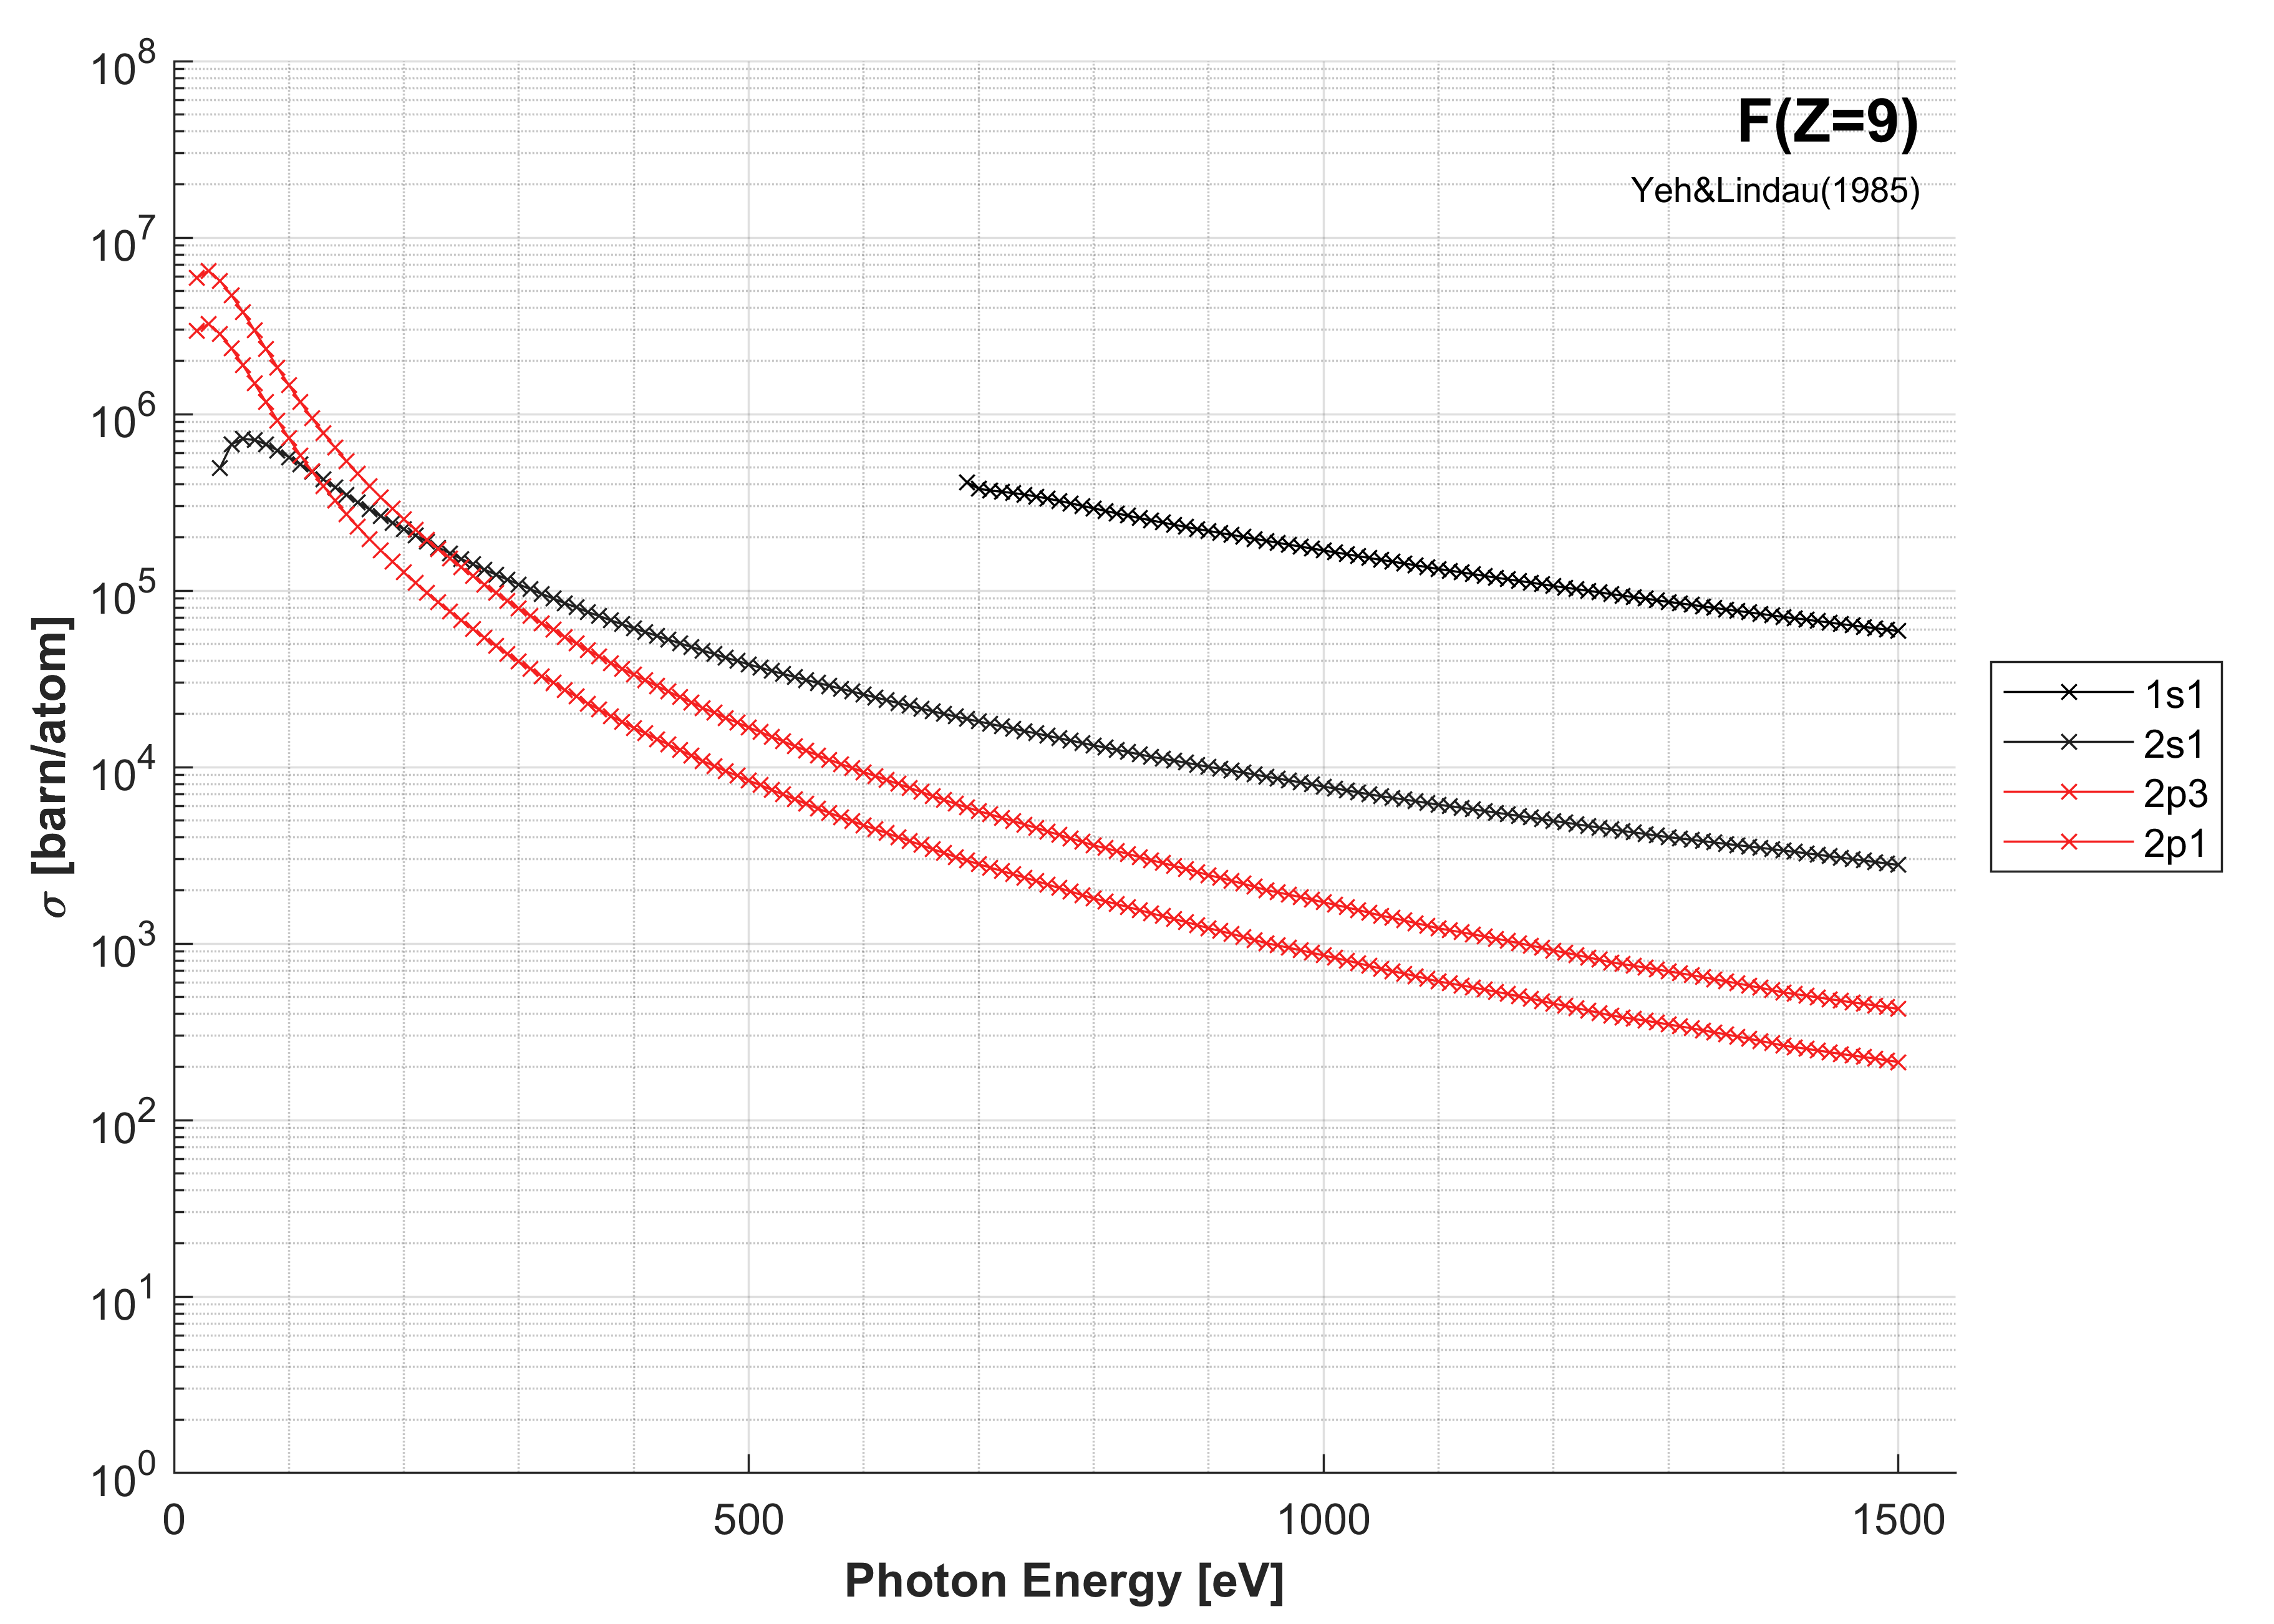 F(Z=9)
Yeh&Lindau(1985)
σ [barn/atom]
10^8
10^7
10^6
10^5
10^4
10^3
10^2
10^1
10^0
0 500 1000 1500
Photon Energy [eV]
1s1
2s1
2p3
2p1